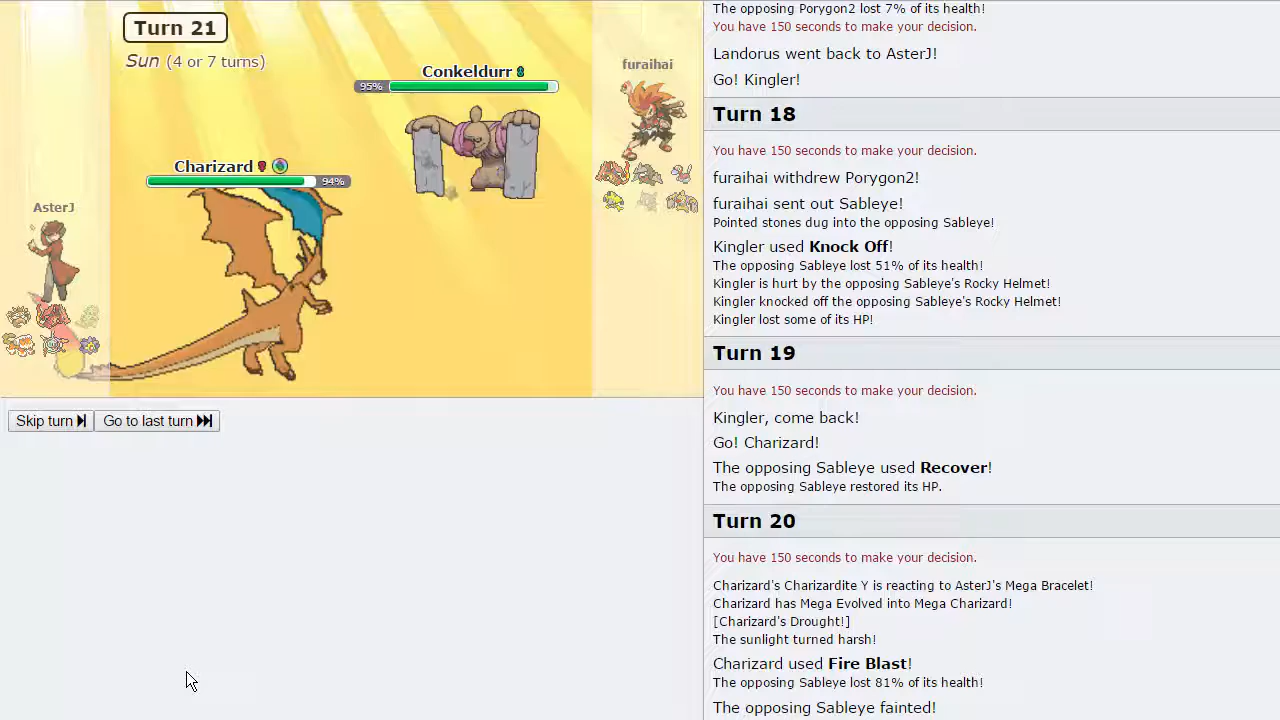 Turn 21
Sun (4 or 7 turns)
Conkeldurr
95%
furaihai
Charizard
94%
AsterJ
Skip turn
Go to last turn
The opposing Porygon2 lost 7% of its health!
You have 150 seconds to make your decision.
Landorus went back to AsterJ!
Go! Kingler!
Turn 18
You have 150 seconds to make your decision.
furaihai withdrew Porygon2!
furaihai sent out Sableye!
Pointed stones dug into the opposing Sableye!
Kingler used Knock Off!
The opposing Sableye lost 51% of its health!
Kingler is hurt by the opposing Sableye's Rocky Helmet!
Kingler knocked off the opposing Sableye's Rocky Helmet!
Kingler lost some of its HP!
Turn 19
You have 150 seconds to make your decision.
Kingler, come back!
Go! Charizard!
The opposing Sableye used Recover!
The opposing Sableye restored its HP.
Turn 20
You have 150 seconds to make your decision.
Charizard's Charizardite Y is reacting to AsterJ's Mega Bracelet!
Charizard has Mega Evolved into Mega Charizard!
[Charizard's Drought!]
The sunlight turned harsh!
Charizard used Fire Blast!
The opposing Sableye lost 81% of its health!
The opposing Sableye fainted!